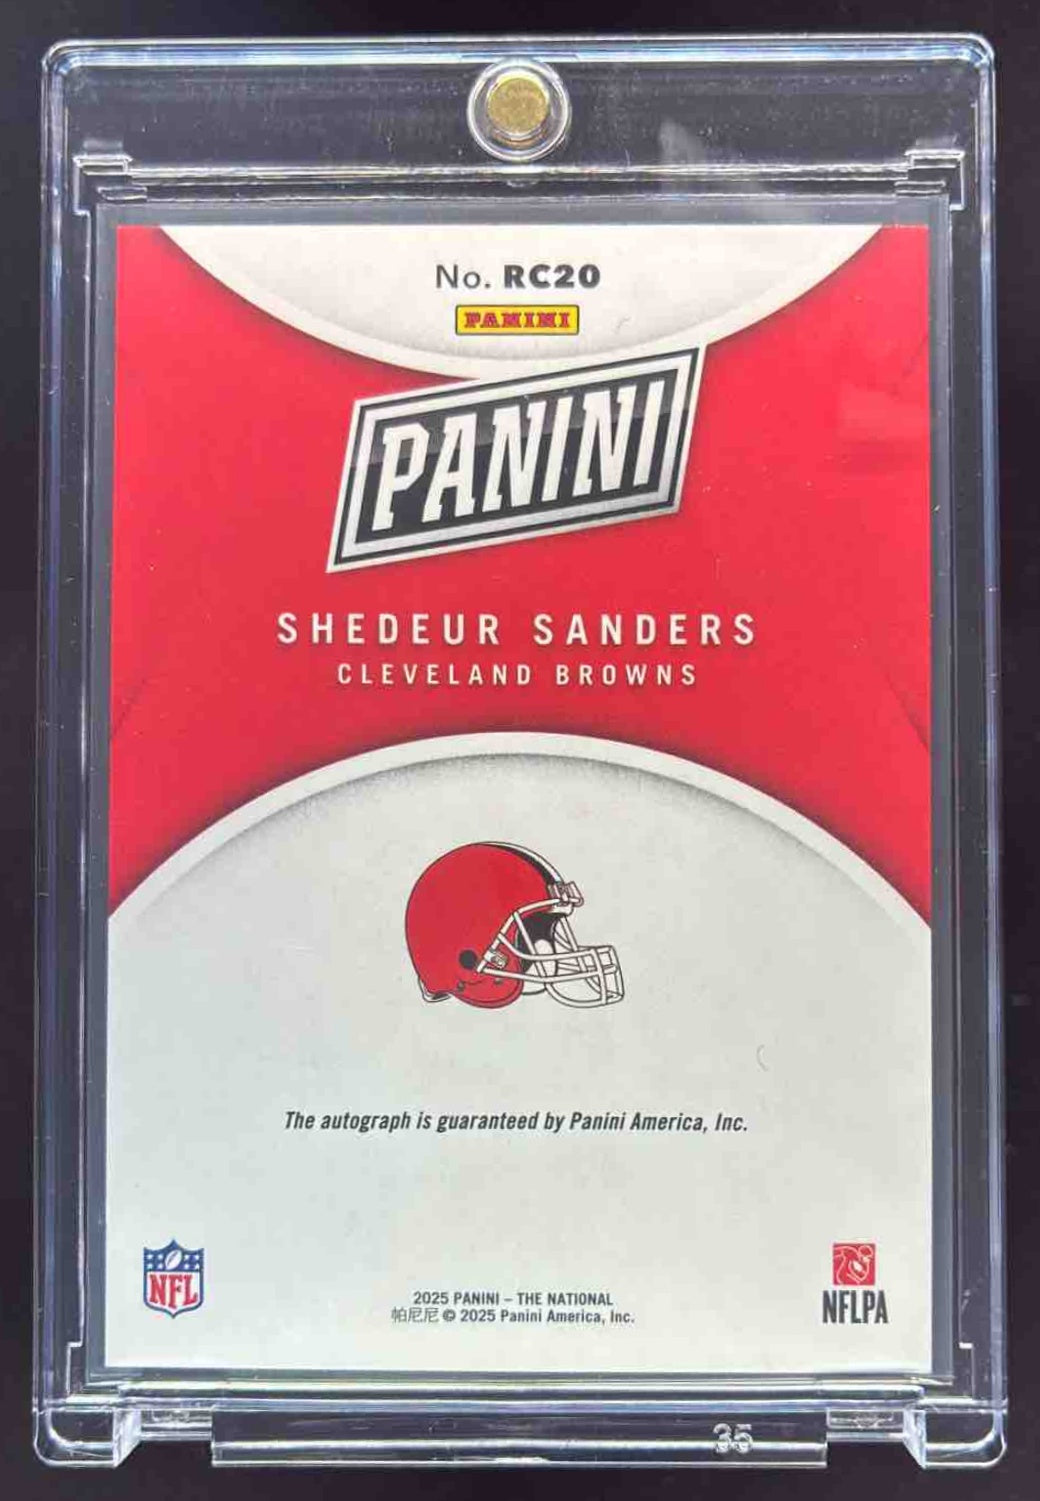 No. RC20
PANINI
PANINI
SHEDEUR SANDERS
CLEVELAND BROWNS
The autograph is guaranteed by Panini America, Inc.
NFL
NFLPA
2025 PANINI – THE NATIONAL
帕尼尼 © 2025 Panini America, Inc.
35